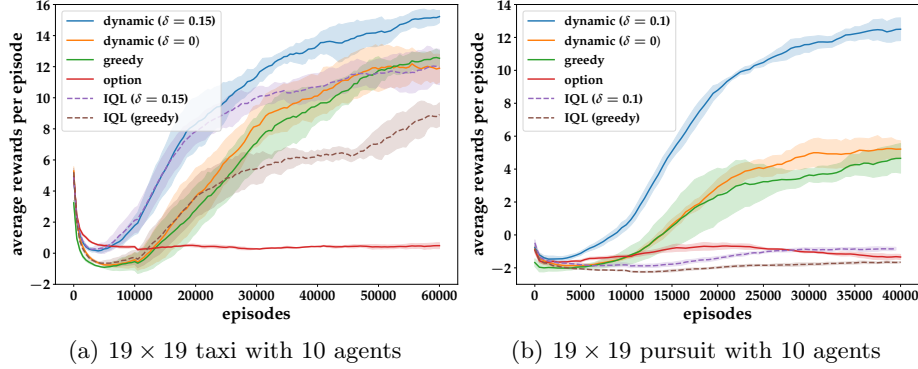 16
14
12
10
8
6
4
2
0
−2
average rewards per episode
dynamic (δ = 0.15)
dynamic (δ = 0)
greedy
option
IQL (δ = 0.15)
IQL (greedy)
0 10000 20000 30000 40000 50000 60000
episodes
(a) 19 × 19 taxi with 10 agents
12
10
8
6
4
2
0
−2
average rewards per episode
dynamic (δ = 0.1)
dynamic (δ = 0)
greedy
option
IQL (δ = 0.1)
IQL (greedy)
0 5000 10000 15000 20000 25000 30000 35000 40000
episodes
(b) 19 × 19 pursuit with 10 agents